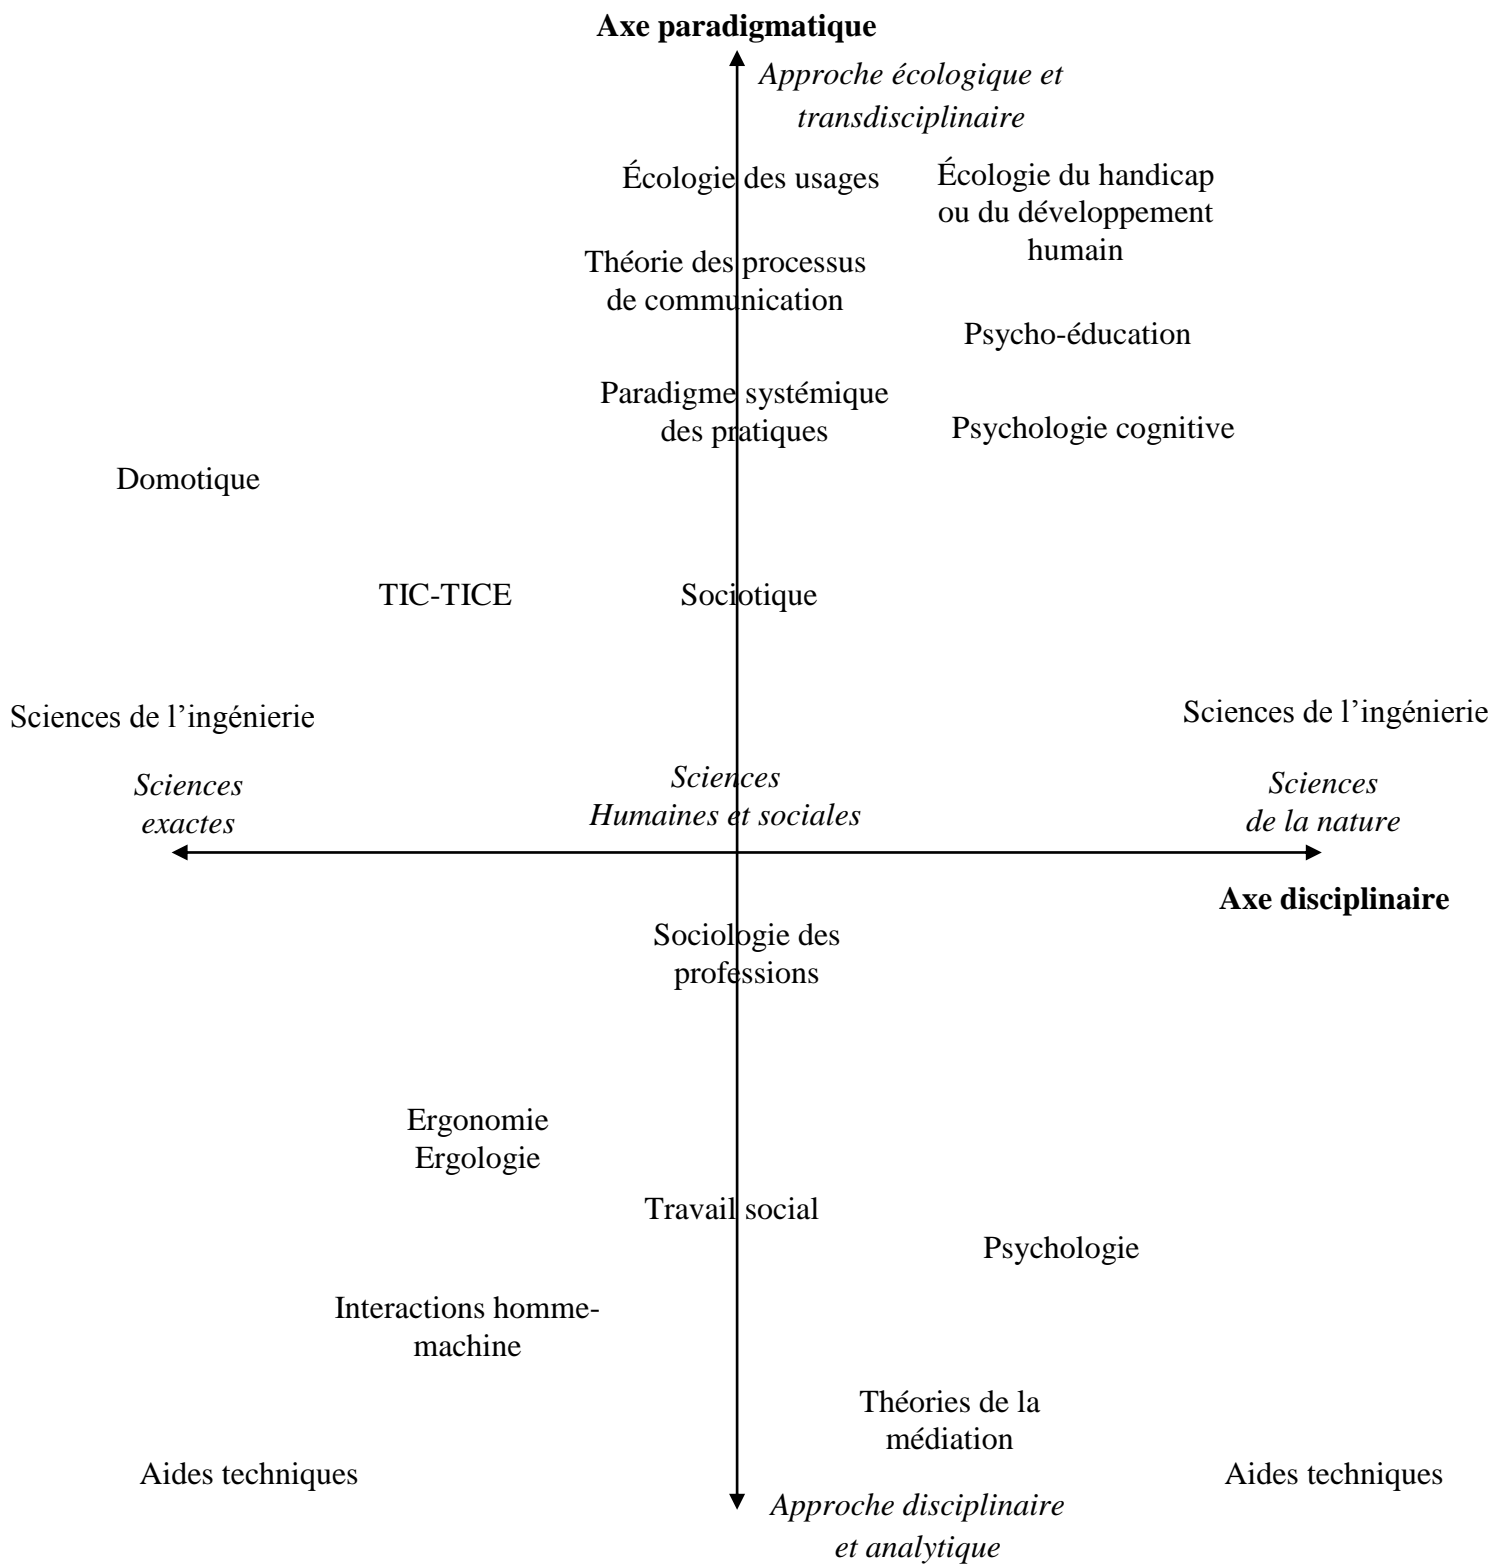 Axe paradigmatique
Approche écologique et
transdisciplinaire
Écologie des usages
Écologie du handicap
ou du développement
humain
Théorie des processus
de communication
Psycho-éducation
Paradigme systémique
des pratiques
Psychologie cognitive
Domotique
TIC-TICE
Sociotique
Sciences de l’ingénierie
Sciences de l’ingénierie
Sciences
exactes
Sciences
Humaines et sociales
Sciences
de la nature
Axe disciplinaire
Sociologie des
professions
Ergonomie
Ergologie
Travail social
Psychologie
Interactions homme-
machine
Théories de la
médiation
Aides techniques
Aides techniques
Approche disciplinaire
et analytique